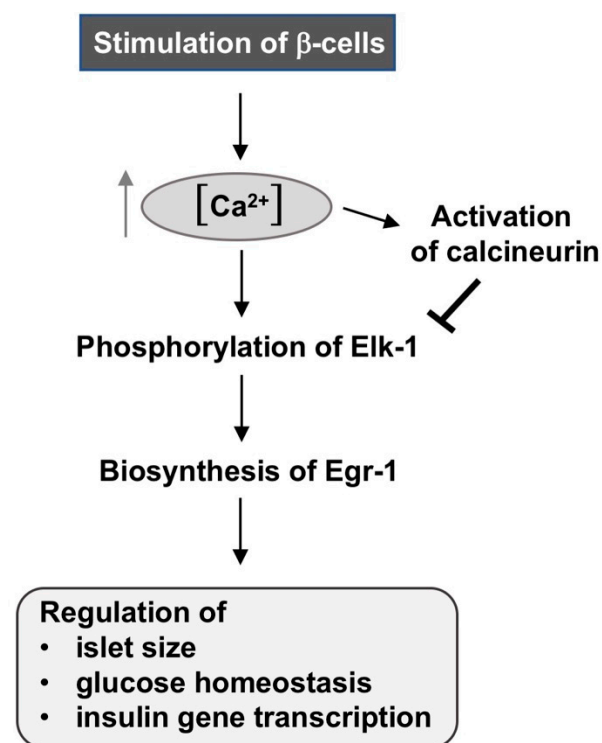 Stimulation of β-cells
[Ca²⁺]
Activation
of calcineurin
Phosphorylation of Elk-1
Biosynthesis of Egr-1
Regulation of
• islet size
• glucose homeostasis
• insulin gene transcription